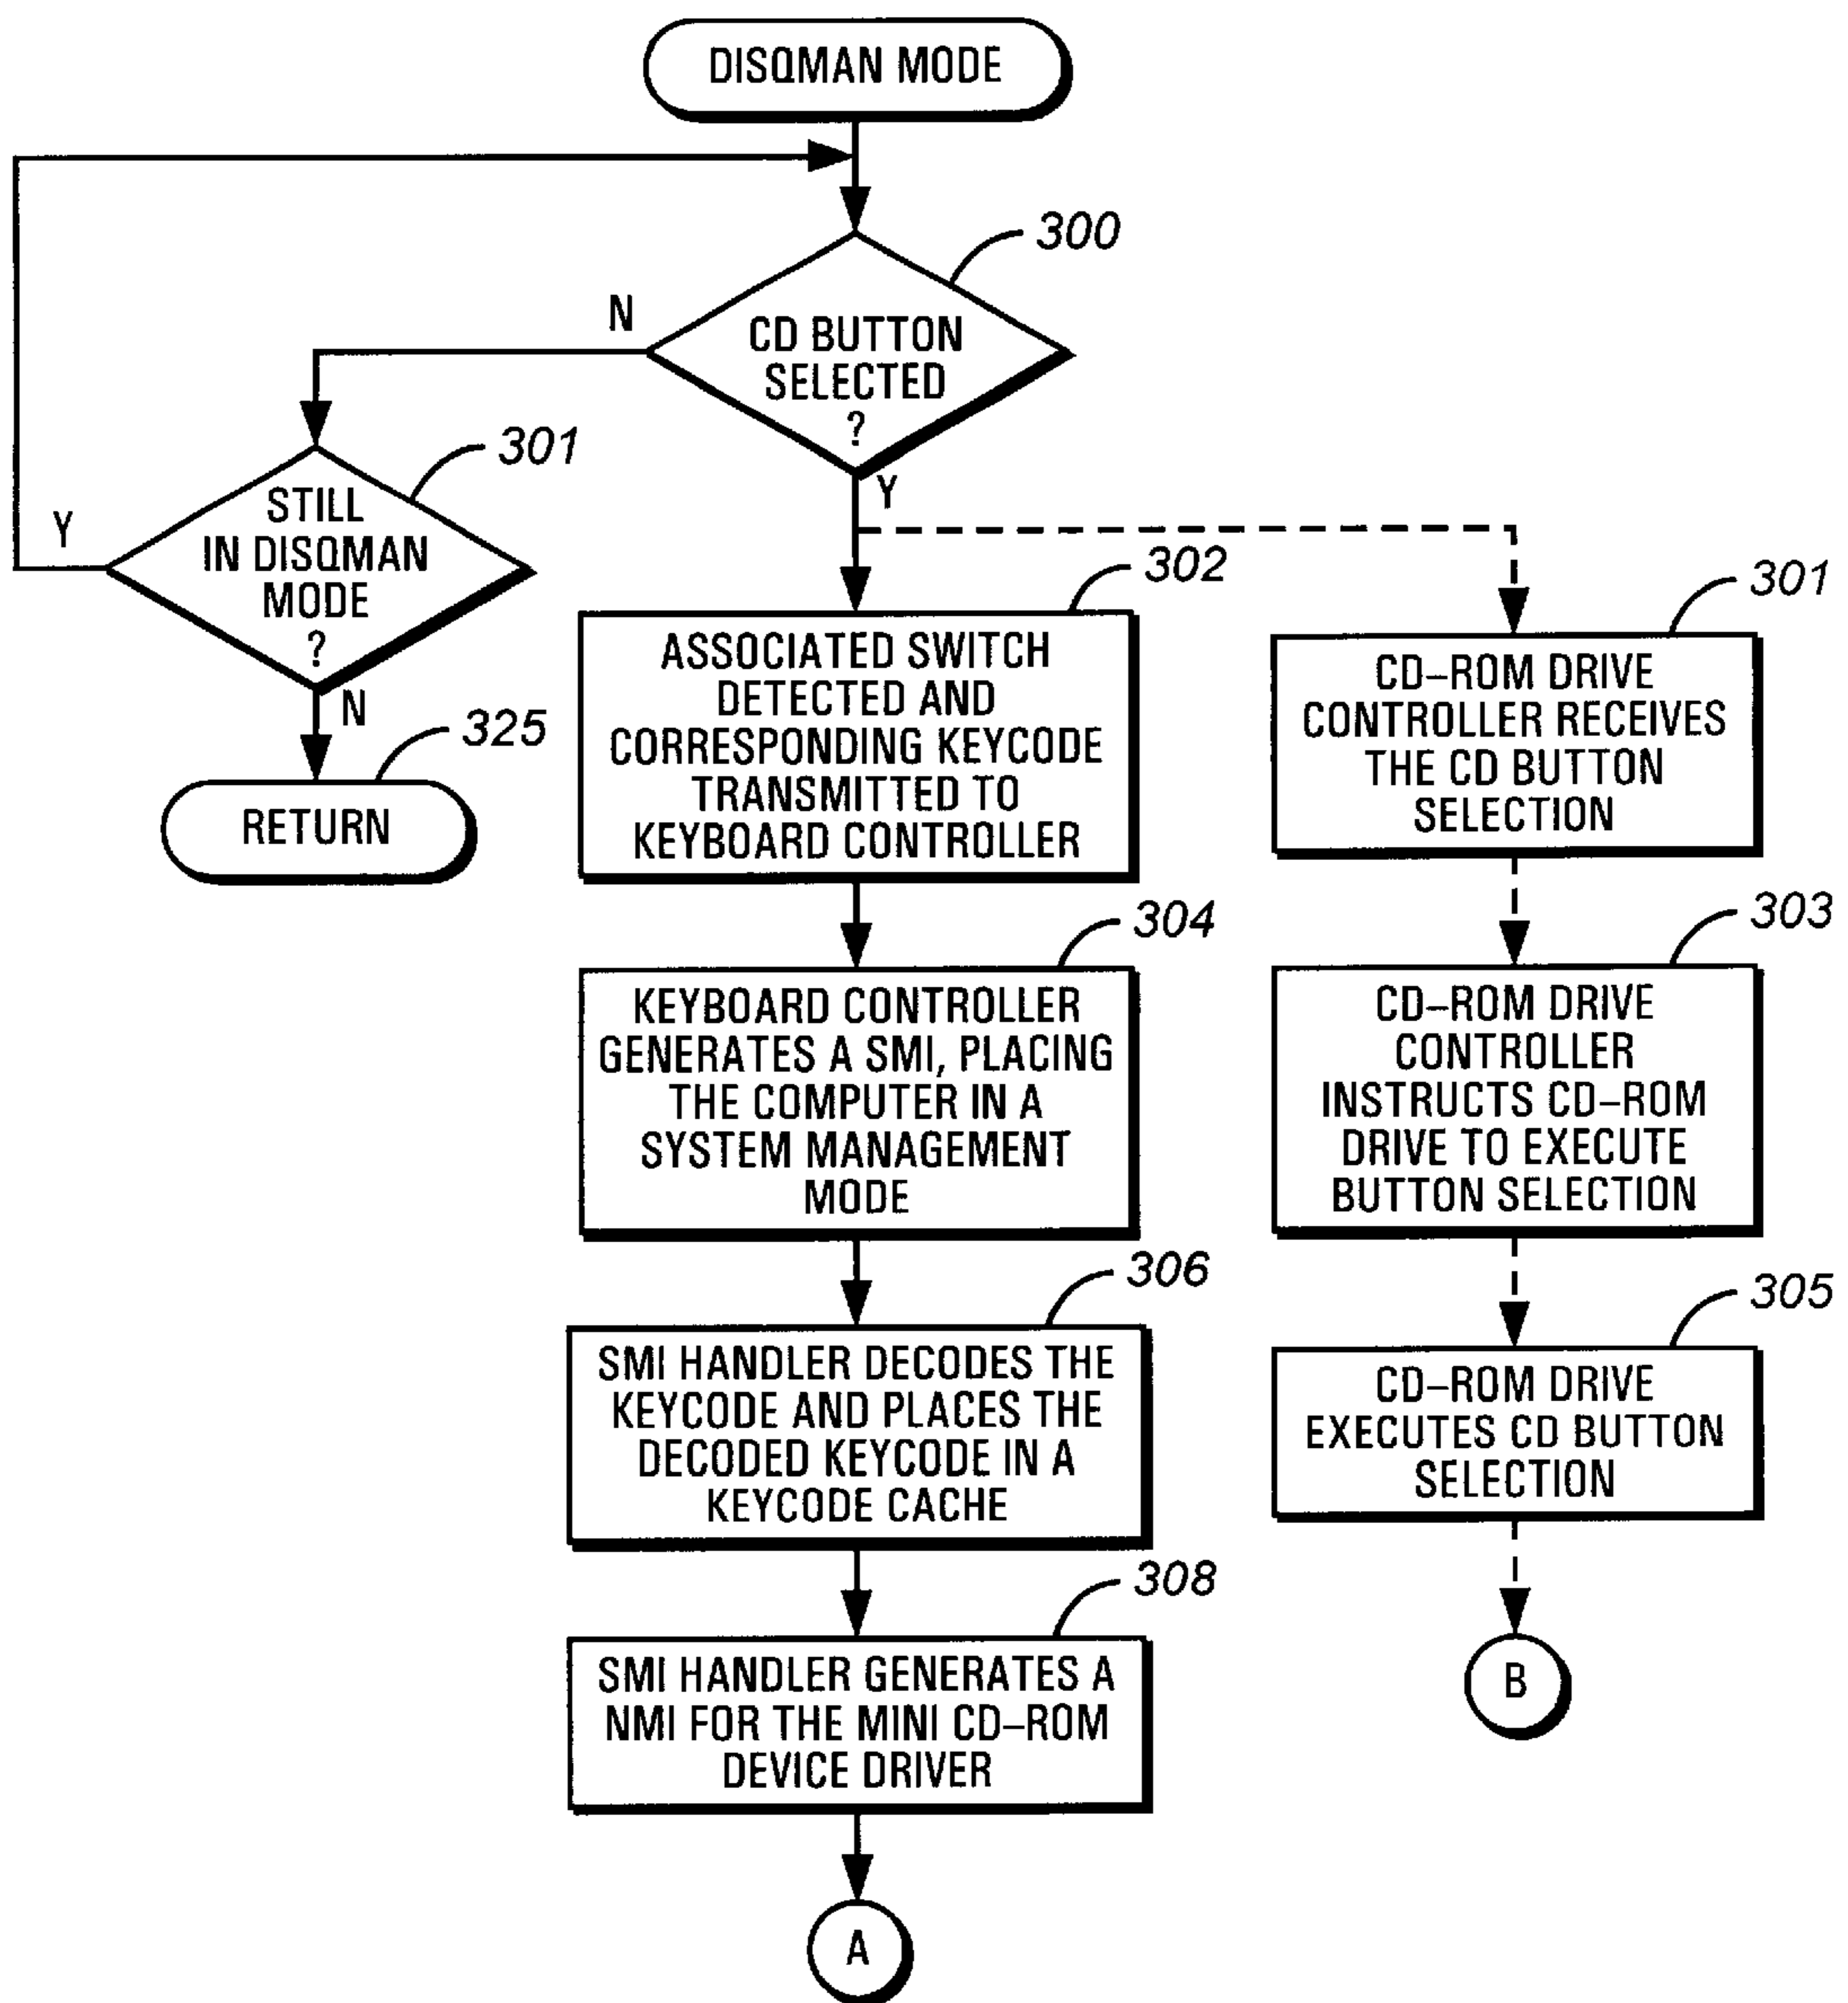 DISQMAN MODE
300
N
CD BUTTON
SELECTED
?
Y
301
STILL
IN DISQMAN
MODE
?
Y
N
325
RETURN
302
ASSOCIATED SWITCH
DETECTED AND
CORRESPONDING KEYCODE
TRANSMITTED TO
KEYBOARD CONTROLLER
301
CD-ROM DRIVE
CONTROLLER RECEIVES
THE CD BUTTON
SELECTION
304
KEYBOARD CONTROLLER
GENERATES A SMI, PLACING
THE COMPUTER IN A
SYSTEM MANAGEMENT
MODE
303
CD-ROM DRIVE
CONTROLLER
INSTRUCTS CD-ROM
DRIVE TO EXECUTE
BUTTON SELECTION
306
SMI HANDLER DECODES THE
KEYCODE AND PLACES THE
DECODED KEYCODE IN A
KEYCODE CACHE
305
CD-ROM DRIVE
EXECUTES CD BUTTON
SELECTION
308
SMI HANDLER GENERATES A
NMI FOR THE MINI CD-ROM
DEVICE DRIVER
B
A